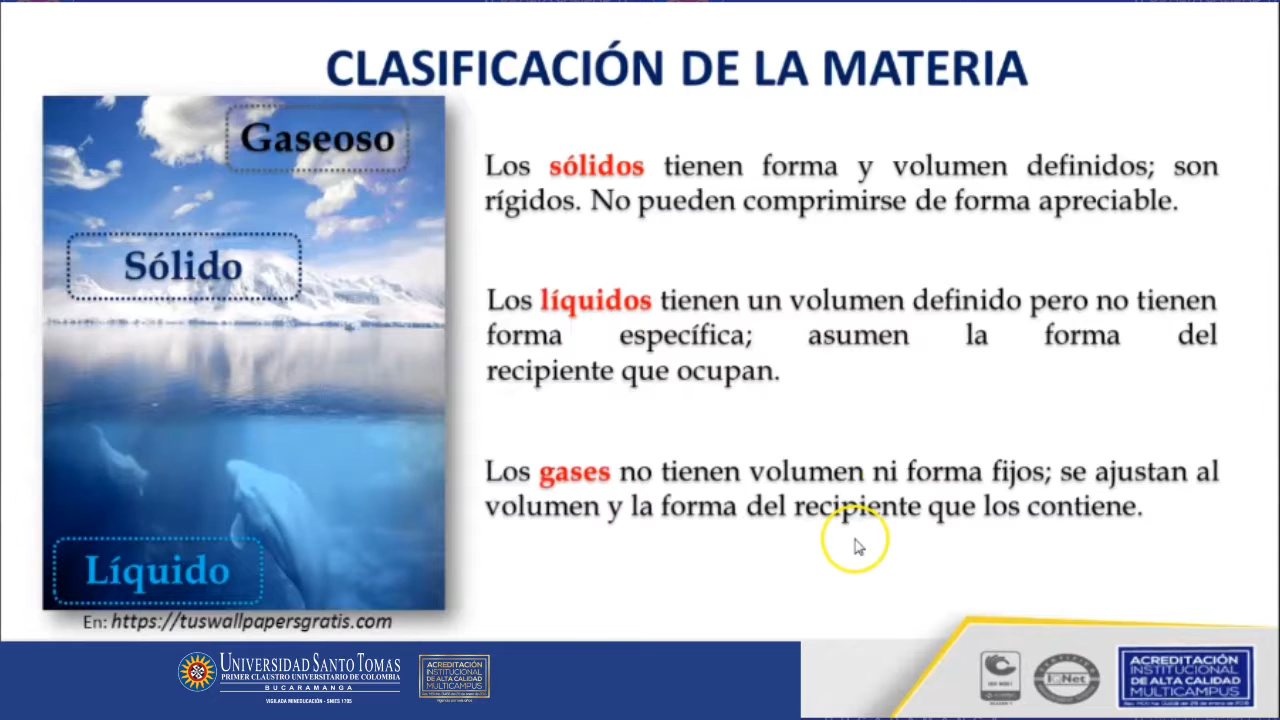 CLASIFICACIÓN DE LA MATERIA
Gaseoso
Sólido
Líquido
En: https://tuswallpapersgratis.com
Los sólidos tienen forma y volumen definidos; son
rígidos. No pueden comprimirse de forma apreciable.
Los líquidos tienen un volumen definido pero no tienen
forma específica; asumen la forma del
recipiente que ocupan.
Los gases no tienen volumen ni forma fijos; se ajustan al
volumen y la forma del recipiente que los contiene.
UNIVERSIDAD SANTO TOMAS
PRIMER CLAUSTRO UNIVERSITARIO DE COLOMBIA
BUCARAMANGA
VIGILADA MINEDUCACIÓN - SNIES 1705
ACREDITACIÓN
INSTITUCIONAL
DE ALTA CALIDAD
MULTICAMPUS
IQNet
ACREDITACIÓN
INSTITUCIONAL
DE ALTA CALIDAD
MULTICAMPUS